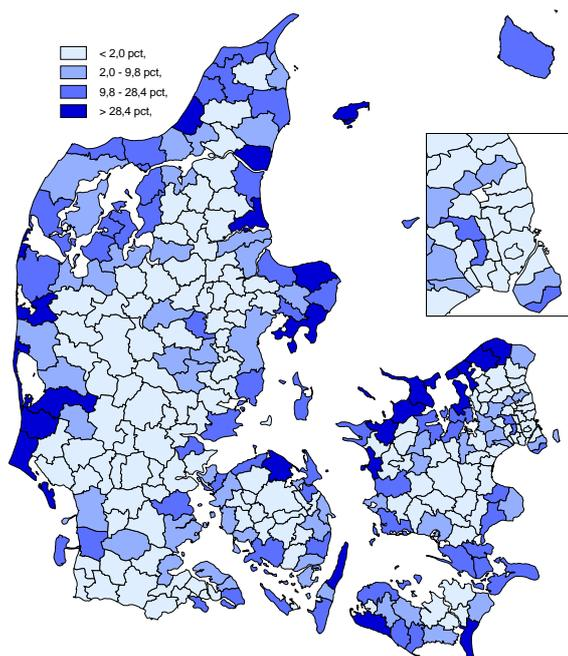 < 2,0 pct,
2,0 - 9,8 pct,
9,8 - 28,4 pct,
> 28,4 pct,